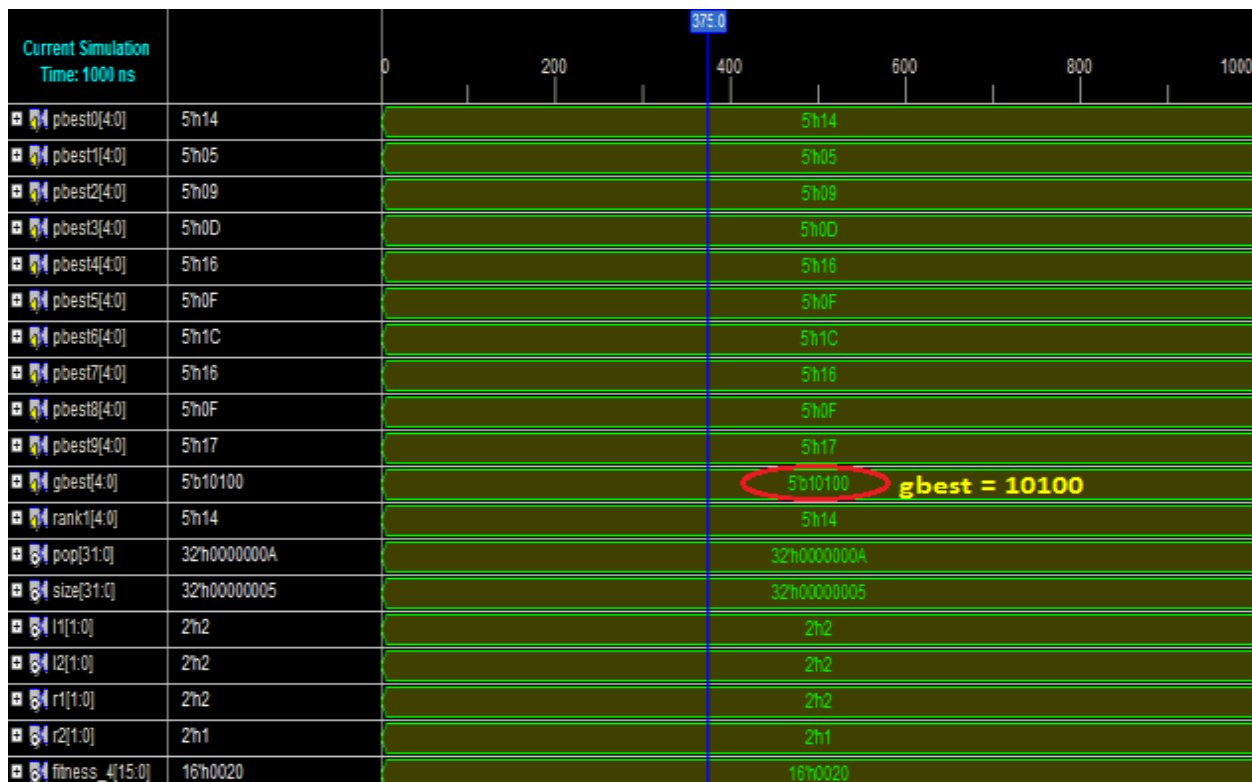 375.0
Current Simulation
Time: 1000 ns
0 200 400 600 800 1000
pbest0[4:0] 5'h14 5'h14
pbest1[4:0] 5'h05 5'h05
pbest2[4:0] 5'h09 5'h09
pbest3[4:0] 5'h0D 5'h0D
pbest4[4:0] 5'h16 5'h16
pbest5[4:0] 5'h0F 5'h0F
pbest6[4:0] 5'h1C 5'h1C
pbest7[4:0] 5'h16 5'h16
pbest8[4:0] 5'h0F 5'h0F
pbest9[4:0] 5'h17 5'h17
gbest[4:0] 5'b10100 5'b10100 gbest = 10100
rank1[4:0] 5'h14 5'h14
pop[31:0] 32'h0000000A 32'h0000000A
size[31:0] 32'h00000005 32'h00000005
l1[1:0] 2'h2 2'h2
l2[1:0] 2'h2 2'h2
r1[1:0] 2'h2 2'h2
r2[1:0] 2'h1 2'h1
fitness_4[15:0] 16'h0020 16'h0020